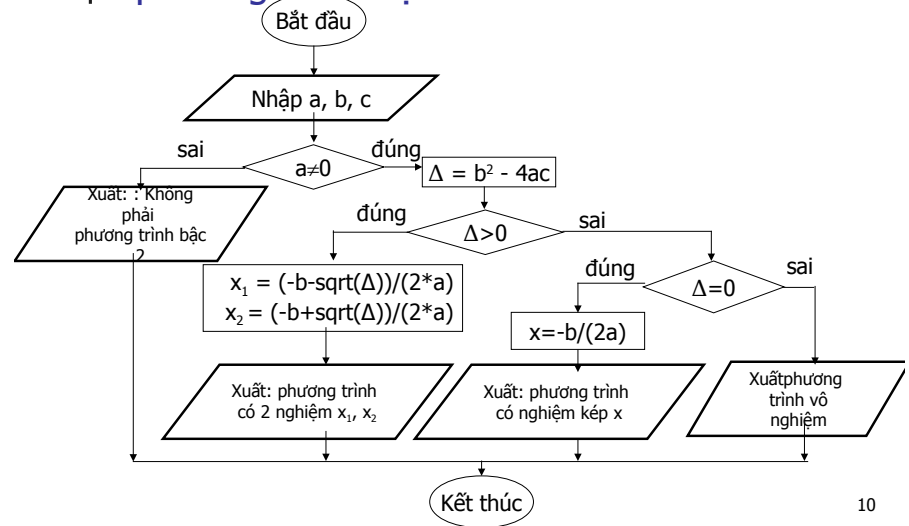 Bắt đầu
Nhập a, b, c
sai
a≠0
đúng
Δ = b² - 4ac
Xuất: : Không
phải
phương trình bậc
2
đúng
Δ>0
sai
x₁ = (-b-sqrt(Δ))/(2*a)
x₂ = (-b+sqrt(Δ))/(2*a)
đúng
Δ=0
sai
x=-b/(2a)
Xuất: phương trình
có 2 nghiệm x₁, x₂
Xuất: phương trình
có nghiệm kép x
Xuấtphương
trình vô
nghiệm
Kết thúc
10